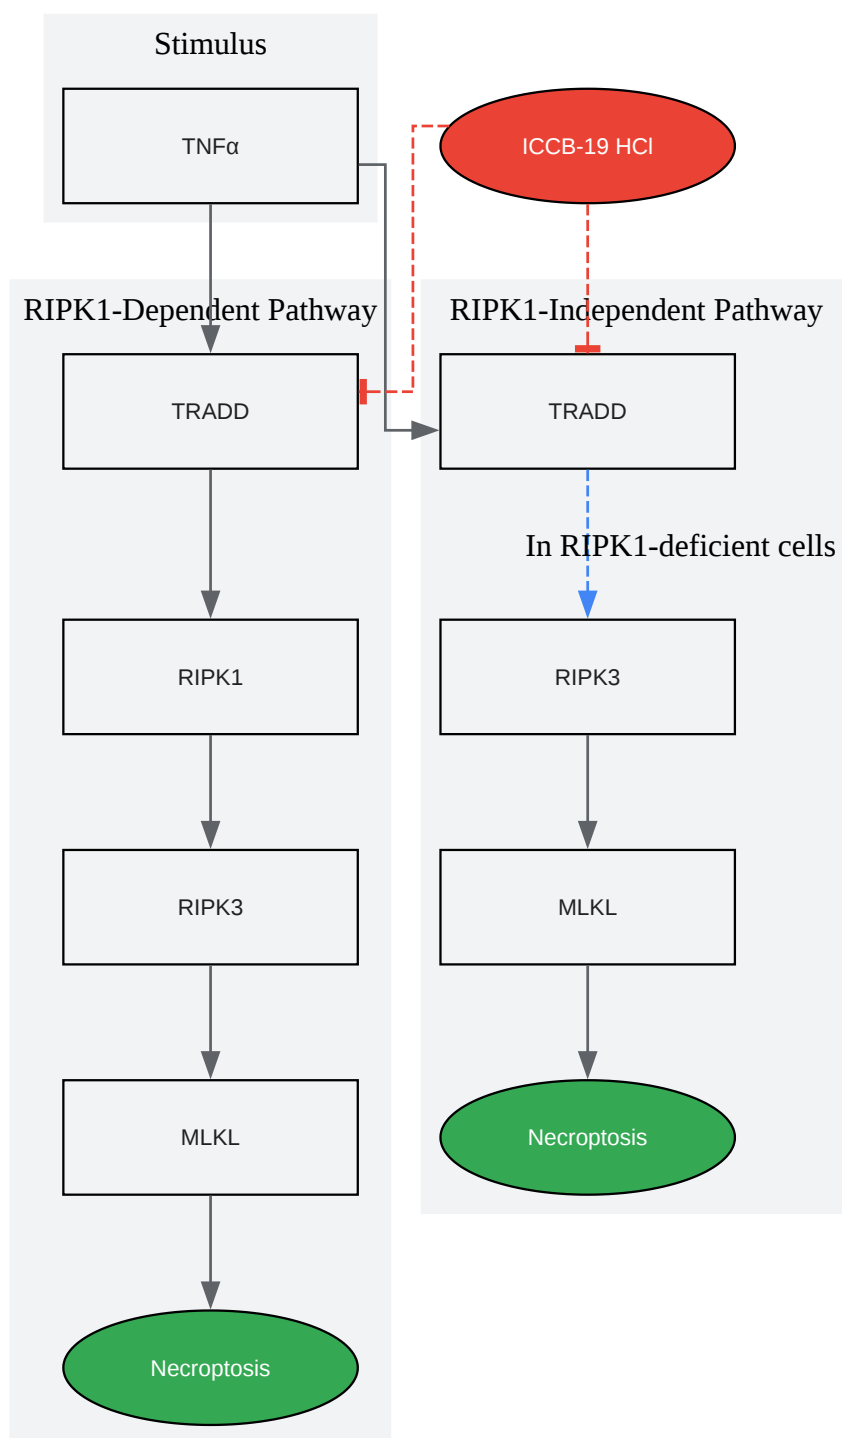 Stimulus
TNFα
ICCB-19 HCl
RIPK1-Dependent Pathway
TRADD
RIPK1
RIPK3
MLKL
Necroptosis
RIPK1-Independent Pathway
TRADD
In RIPK1-deficient cells
RIPK3
MLKL
Necroptosis